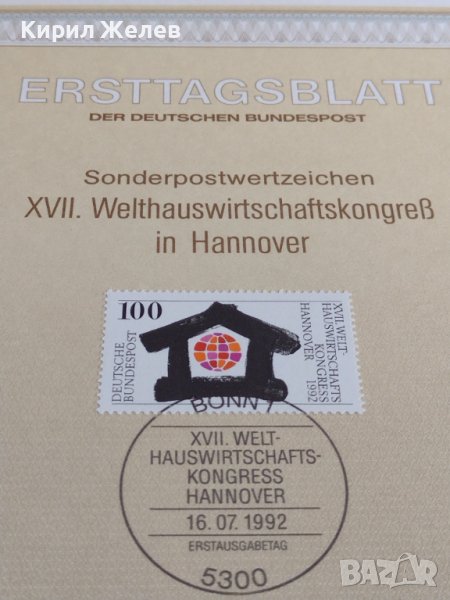 Кирил Желев
ERSTTAGSBLATT
DER DEUTSCHEN BUNDESPOST
Sonderpostwertzeichen
XVII. Welthauswirtschaftskongreß
in Hannover
100
DEUTSCHE
BUNDESPOST
XVII. WELT-
HAUSWIRTSCHAFTS
KONGRESS
HANNOVER 1992
BONN 1
XVII. WELT-
HAUSWIRTSCHAFTS-
KONGRESS
HANNOVER
16.07.1992
ERSTAUSGABETAG
5300
BAZAR